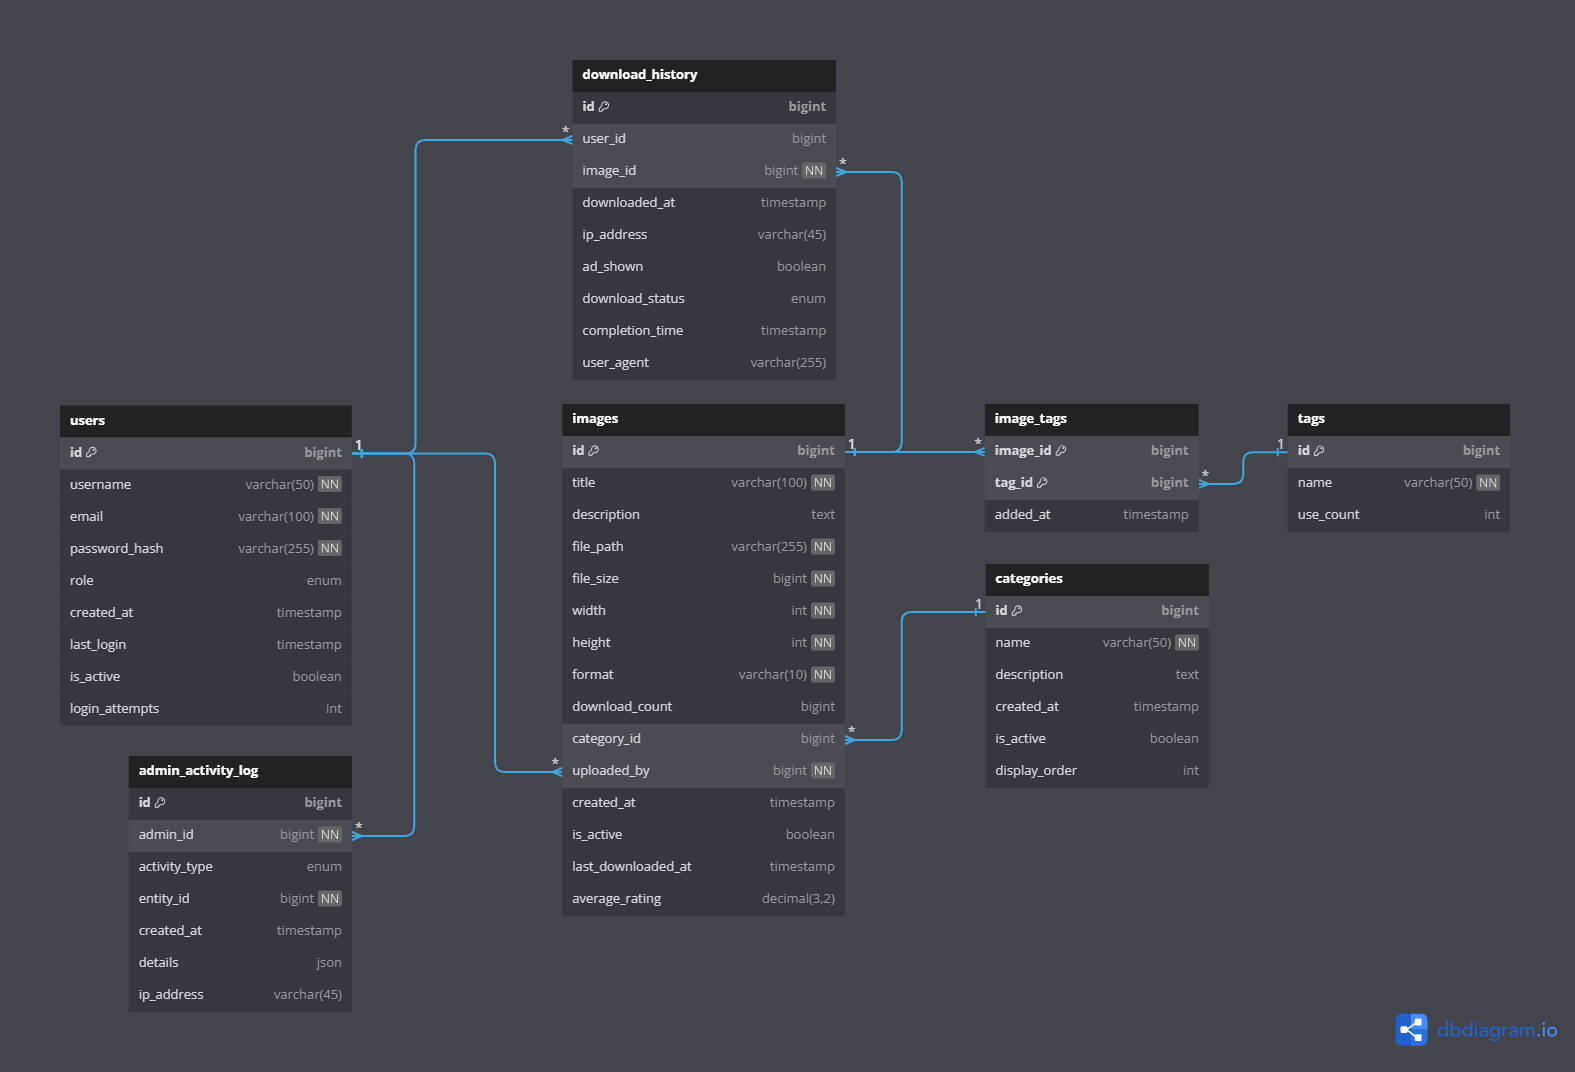 download_history
id bigint
user_id bigint
image_id bigint NN
downloaded_at timestamp
ip_address varchar(45)
ad_shown boolean
download_status enum
completion_time timestamp
user_agent varchar(255)
users
id bigint
username varchar(50) NN
email varchar(100) NN
password_hash varchar(255) NN
role enum
created_at timestamp
last_login timestamp
is_active boolean
login_attempts int
admin_activity_log
id bigint
admin_id bigint NN
activity_type enum
entity_id bigint NN
created_at timestamp
details json
ip_address varchar(45)
images
id bigint
title varchar(100) NN
description text
file_path varchar(255) NN
file_size bigint NN
width int NN
height int NN
format varchar(10) NN
download_count bigint
category_id bigint
uploaded_by bigint NN
created_at timestamp
is_active boolean
last_downloaded_at timestamp
average_rating decimal(3,2)
image_tags
image_id bigint
tag_id bigint
added_at timestamp
tags
id bigint
name varchar(50) NN
use_count int
categories
id bigint
name varchar(50) NN
description text
created_at timestamp
is_active boolean
display_order int
*
*
1
1
*
*
1
1
*
*
*
dbdiagram.io